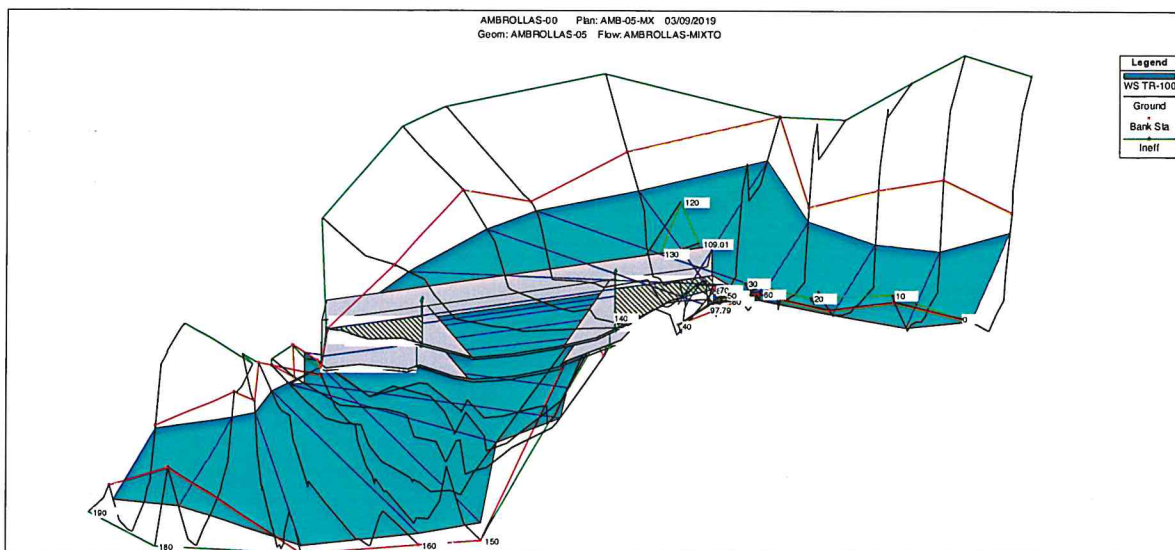 AMBROLLAS-00 Plan: AMB-05-MX 03/09/2019
Geom: AMBROLLAS-05 Flow: AMBROLLAS-MIXTO
Legend
WS TR-100
Ground
Bank Sta
Ineff
120
109.01
130
30
70
50
60
20
10
0
97.79
40
140
190
180
160
150